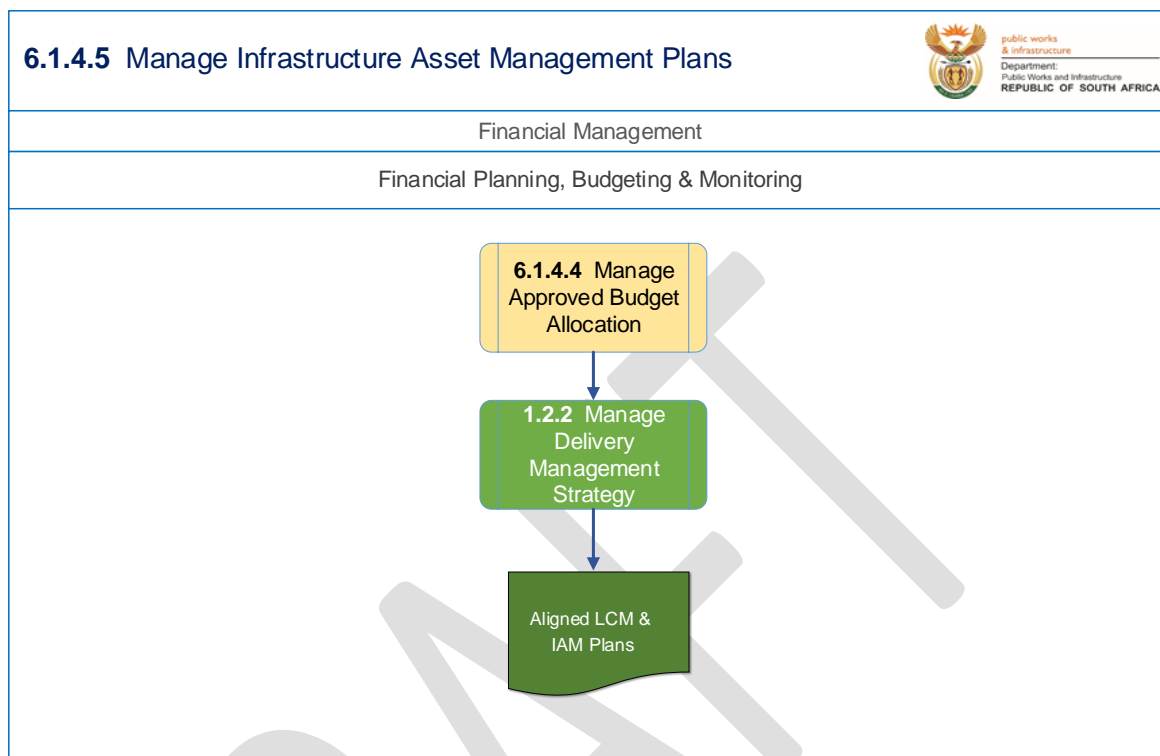 6.1.4.5 Manage Infrastructure Asset Management Plans
public works
& infrastructure
Department:
Public Works and Infrastructure
REPUBLIC OF SOUTH AFRICA
Financial Management
Financial Planning, Budgeting & Monitoring
6.1.4.4 Manage
Approved Budget
Allocation
1.2.2 Manage
Delivery
Management
Strategy
Aligned LCM &
IAM Plans